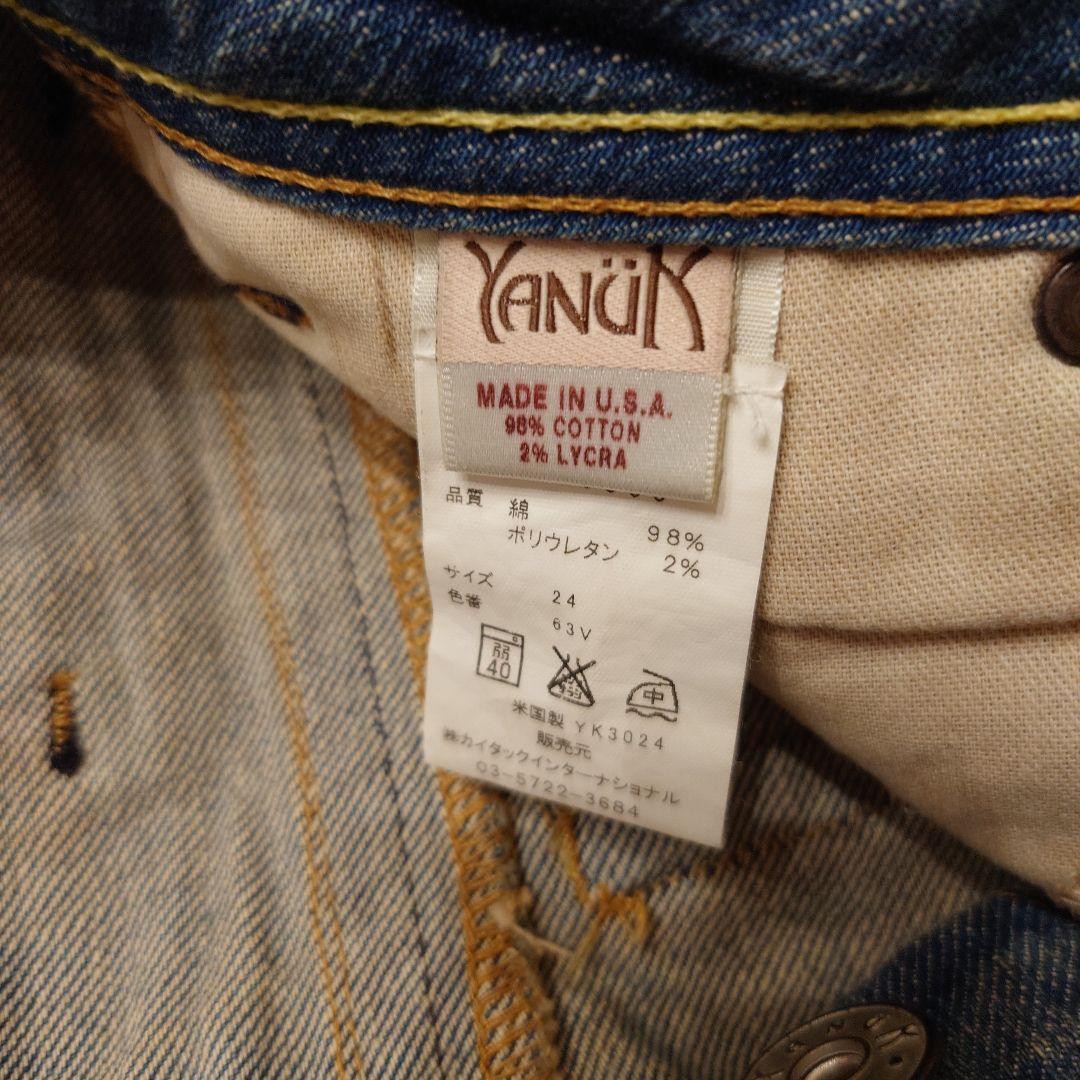 YANÜK
MADE IN U.S.A.
98% COTTON
2% LYCRA
品質 綿 98%
ポリウレタン 2%
サイズ 24
色番 63V
弱
40
中
米国製 YK3024
販売元
㈱カイタックインターナショナル
03-5722-3684